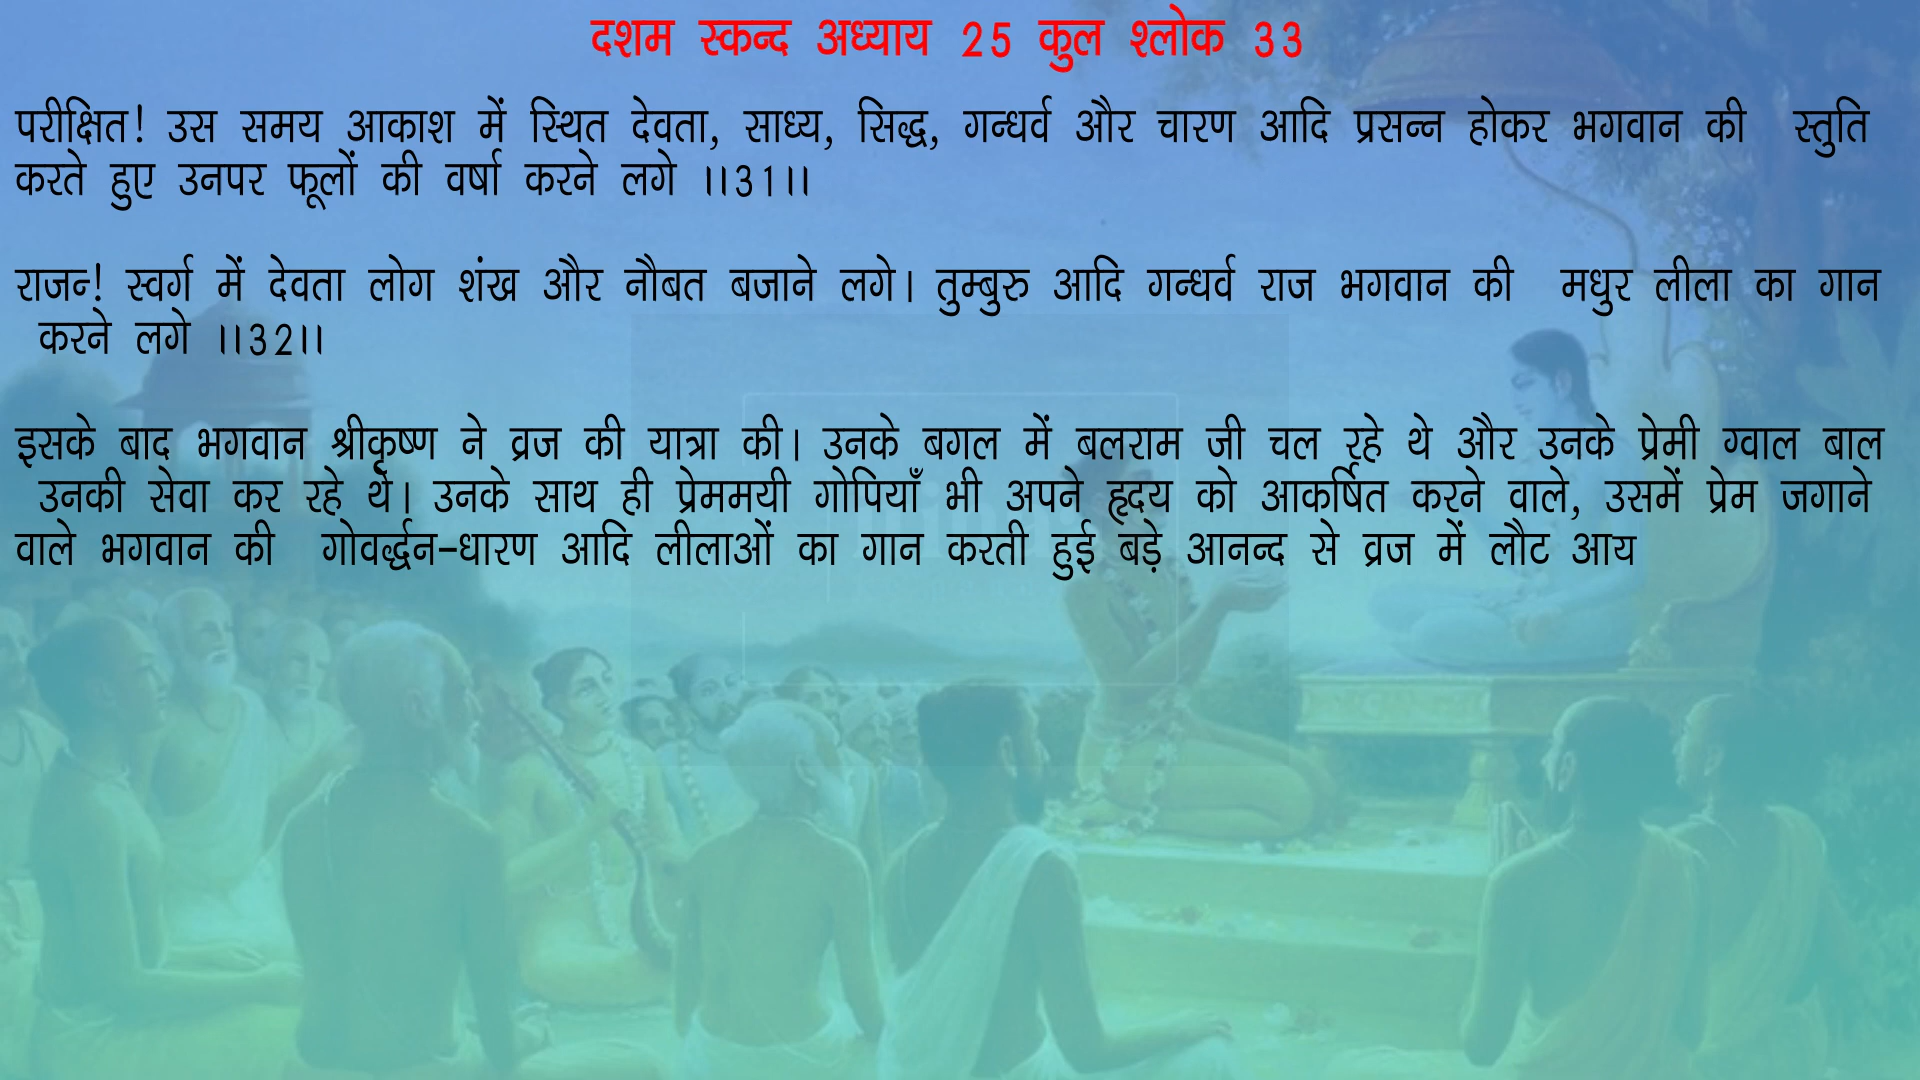 दशम स्कन्द अध्याय 25 कुल श्लोक 33
परीक्षित! उस समय आकाश में स्थित देवता, साध्य, सिद्ध, गन्धर्व और चारण आदि प्रसन्न होकर भगवान की स्तुति
करते हुए उनपर फूलों की वर्षा करने लगे ।।31।।
राजन! स्वर्ग में देवता लोग शंख और नौबत बजाने लगे। तुम्बुरु आदि गन्धर्व राज भगवान की मधुर लीला का गान
करने लगे ।।32।।
इसके बाद भगवान श्रीकृष्ण ने व्रज की यात्रा की। उनके बगल में बलराम जी चल रहे थे और उनके प्रेमी ग्वाल बाल
उनकी सेवा कर रहे थे। उनके साथ ही प्रेममयी गोपियाँ भी अपने हृदय को आकर्षित करने वाले, उसमें प्रेम जगाने
वाले भगवान की गोवर्द्धन-धारण आदि लीलाओं का गान करती हुई बड़े आनन्द से व्रज में लौट आय